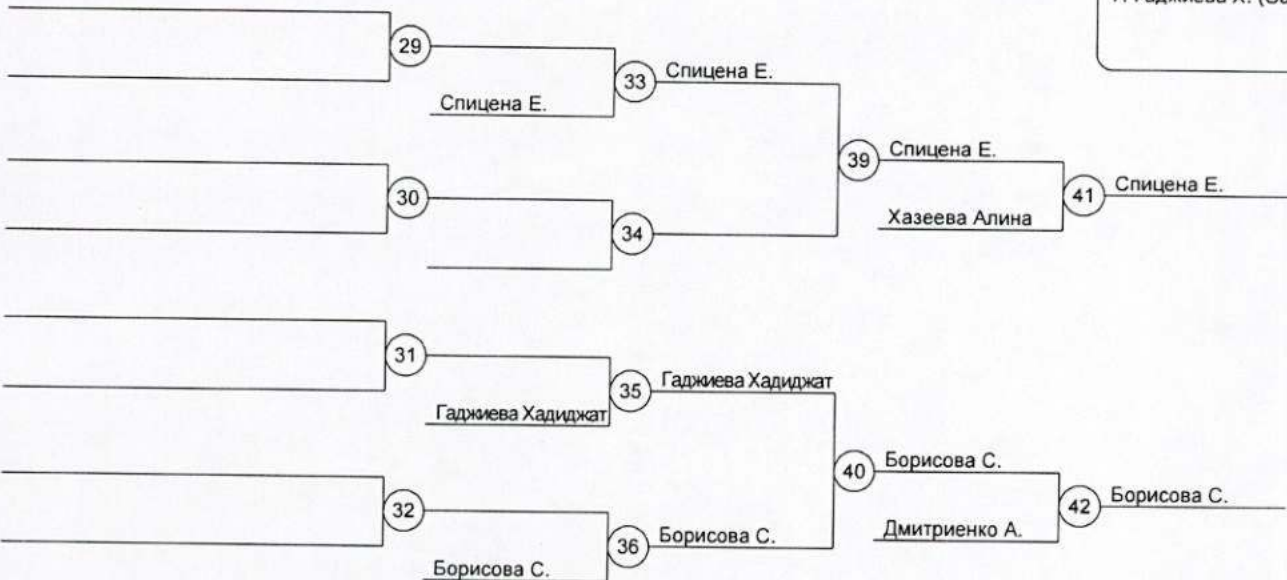 29
33
Спицена Е.
Спицена Е.
39
Спицена Е.
30
41
Спицена Е.
34
Хазеева Алина
31
35
Гаджиева Хадиджат
Гаджиева Хадиджат
40
Борисова С.
32
42
Борисова С.
36
Борисова С.
Дмитриенко А.
Борисова С.